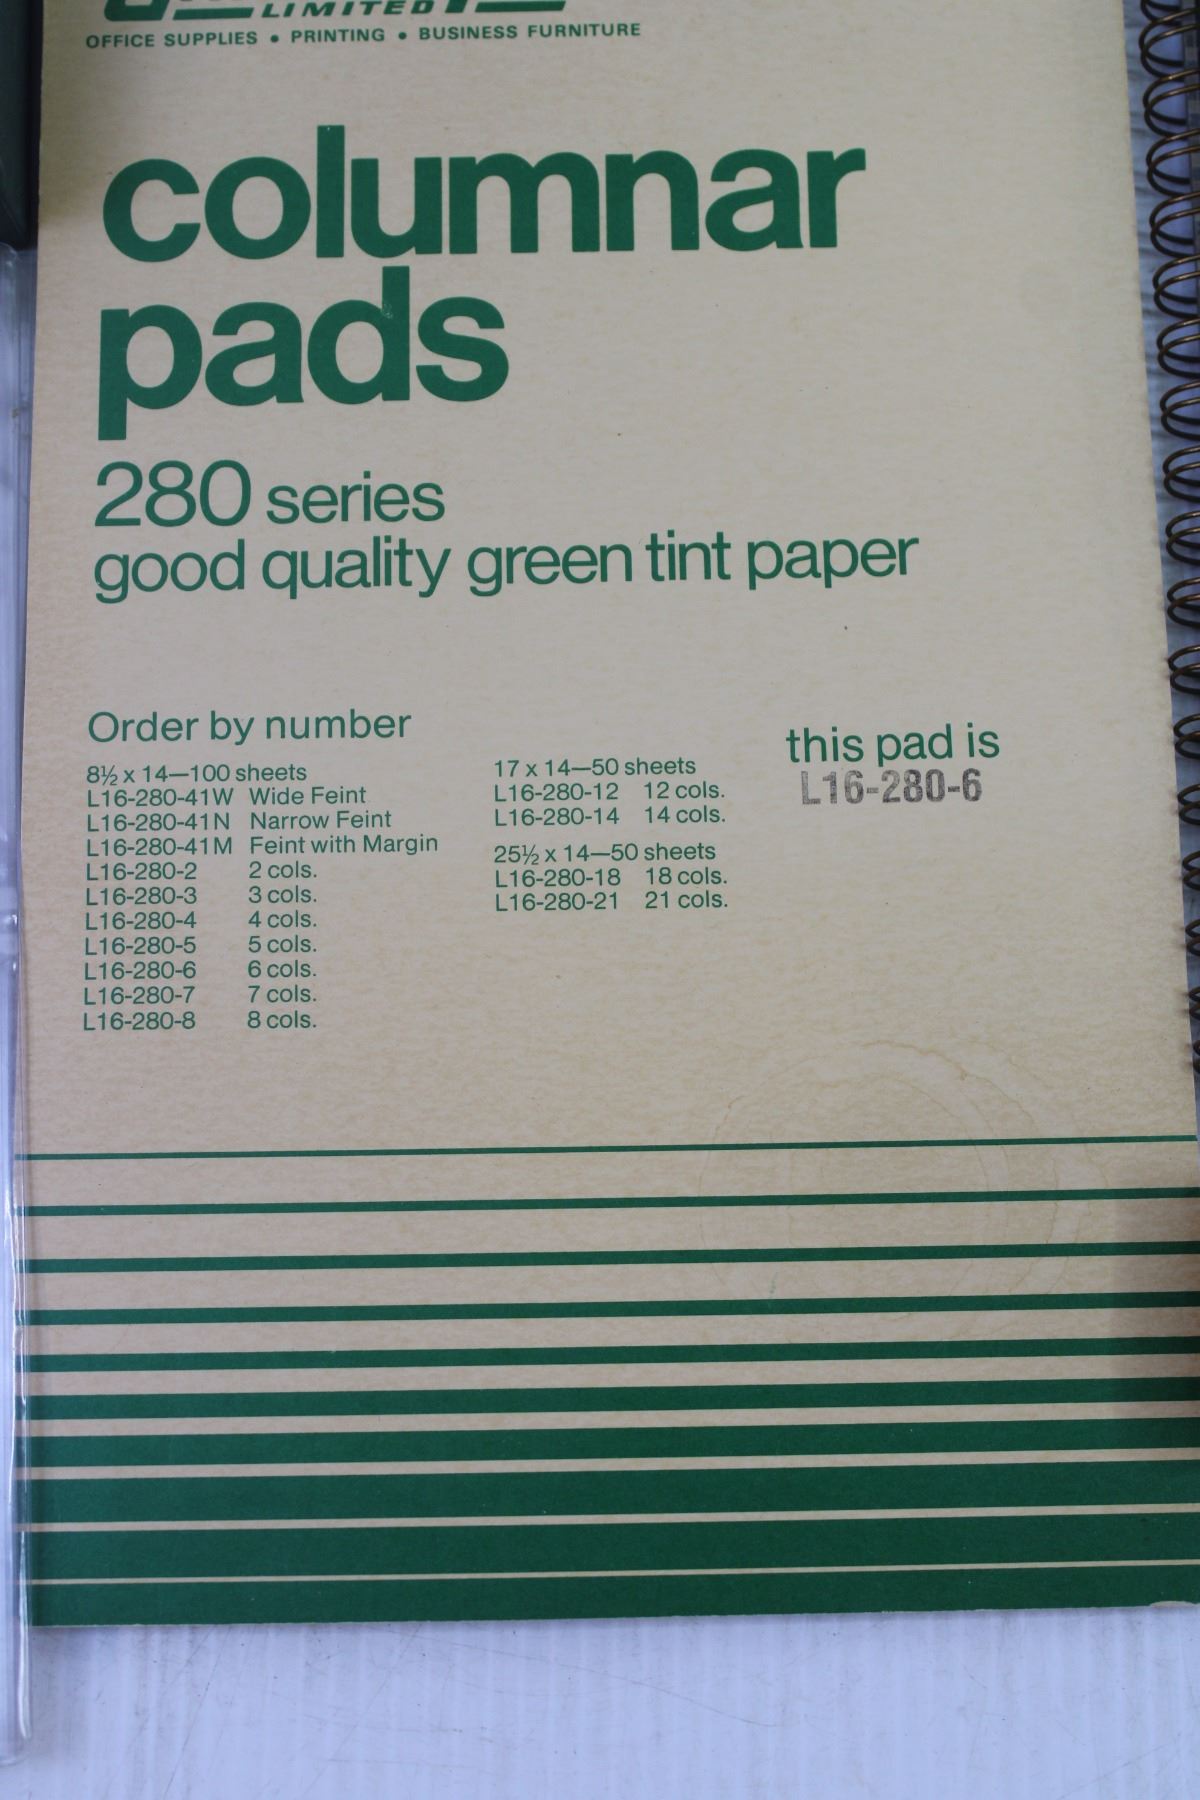 LIMITED
OFFICE SUPPLIES • PRINTING • BUSINESS FURNITURE
columnar
pads
280 series
good quality green tint paper
Order by number
8½ x 14—100 sheets
L16-280-41W Wide Feint
L16-280-41N Narrow Feint
L16-280-41M Feint with Margin
L16-280-2 2 cols.
L16-280-3 3 cols.
L16-280-4 4 cols.
L16-280-5 5 cols.
L16-280-6 6 cols.
L16-280-7 7 cols.
L16-280-8 8 cols.
17 x 14—50 sheets
L16-280-12 12 cols.
L16-280-14 14 cols.
25½ x 14—50 sheets
L16-280-18 18 cols.
L16-280-21 21 cols.
this pad is
L16-280-6